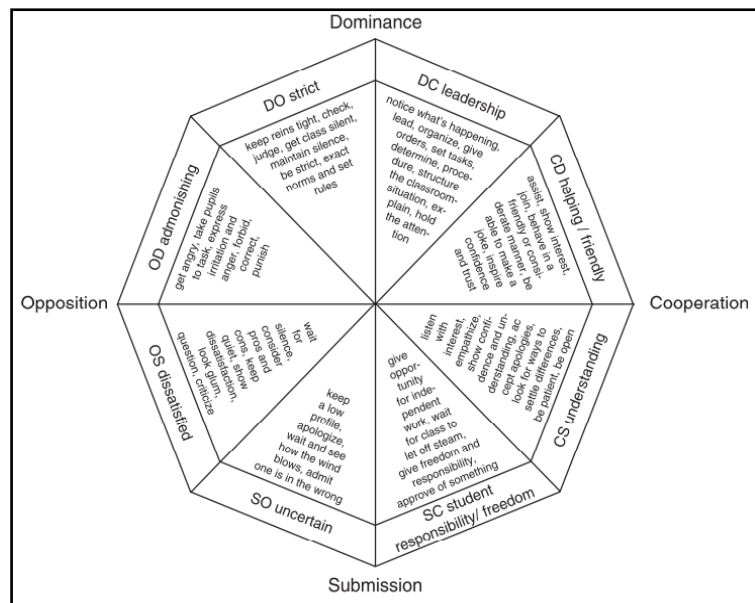 Dominance
DO strict
keep reins tight, check,
judge, get class silent,
maintain silence,
be strict, exact
norms and set
rules
DC leadership
notice what's happening,
lead, organize, give
orders, set tasks,
determine, proce-
dure, structure
the classroom-
situation, ex-
plain, hold
the atten-
tion
OD admonishing
get angry, take pupils
to task, express
irritation and
anger, forbid,
correct,
punish
CD helping / friendly
assist, show interest,
join, behave in a
friendly or consi-
derate manner, be
able to make a
joke, inspire
confidence
and trust
Opposition
Cooperation
OS dissatisfied
wait
for
silence,
consider
pros and
cons, keep
quiet, show
dissatisfaction,
look glum,
question, criticize
CS understanding
listen
with
interest,
empathize,
show confi-
dence and un-
derstanding, ac
cept apologies,
look for ways to
settle differences,
be patient, be open
SO uncertain
keep
a low
profile,
apologize,
wait and see
how the wind
blows, admit
one is in the wrong
SC student
responsibility/ freedom
give
oppor-
tunity
for inde-
pendent
work, wait
for class to
let off steam,
give freedom and
responsibility,
approve of something
Submission